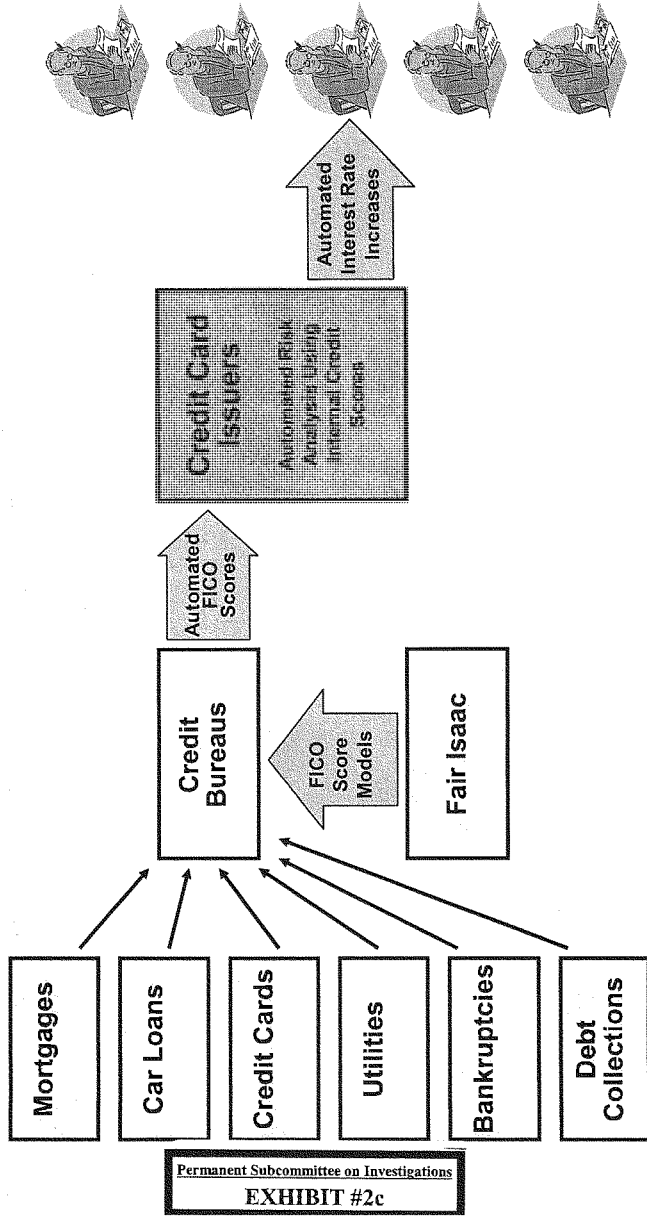 Mortgages
Car Loans
Credit Cards
Utilities
Bankruptcies
Debt
Collections
Credit
Bureaus
FICO
Score
Models
Fair Isaac
Automated
FICO
Scores
Credit Card
Issuers
Automated Risk
Analysis Using
Internal Credit
Scores
Automated
Interest Rate
Increases
Permanent Subcommittee on Investigations
EXHIBIT #2c